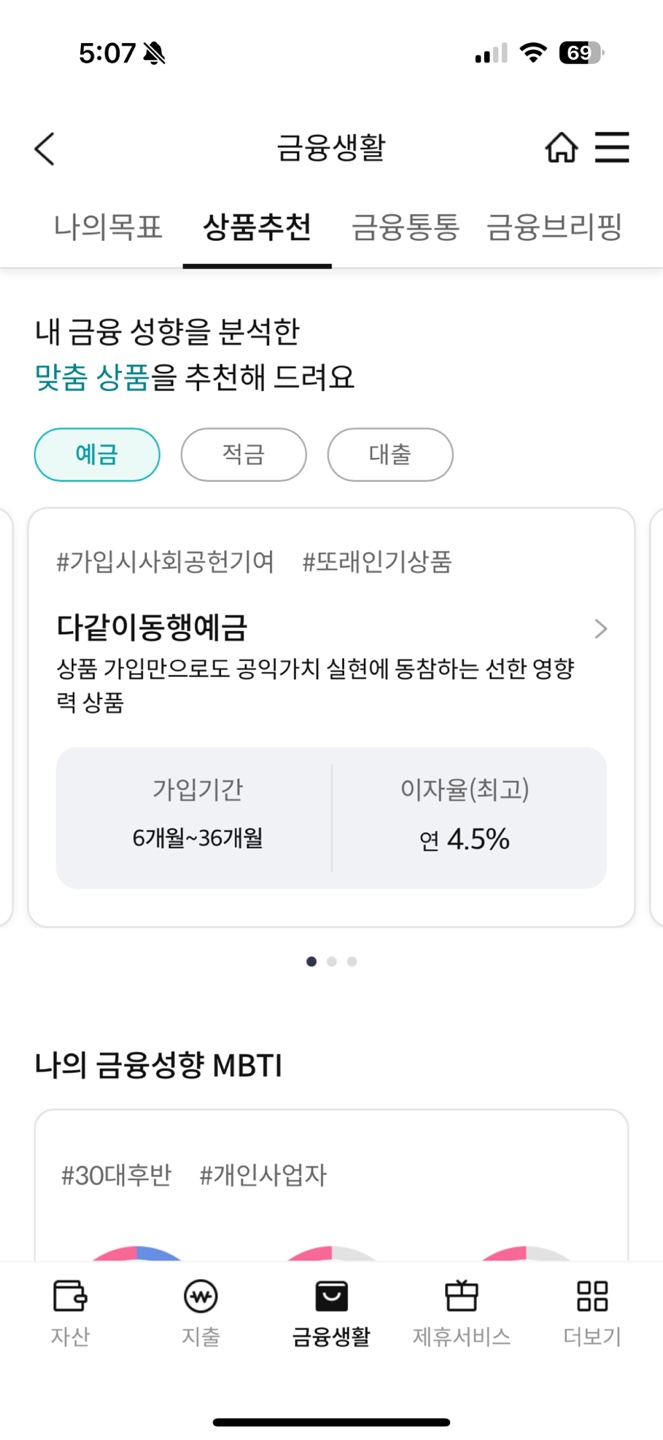 5:07
69
금융생활
나의목표 상품추천 금융통통 금융브리핑
내 금융 성향을 분석한
맞춤 상품을 추천해 드려요
예금 적금 대출
#가입시사회공헌기여 #또래인기상품
다같이동행예금
상품 가입만으로도 공익가치 실현에 동참하는 선한 영향
력 상품
가입기간 이자율(최고)
6개월~36개월 연 4.5%
나의 금융성향 MBTI
#30대후반 #개인사업자
자산 지출 금융생활 제휴서비스 더보기